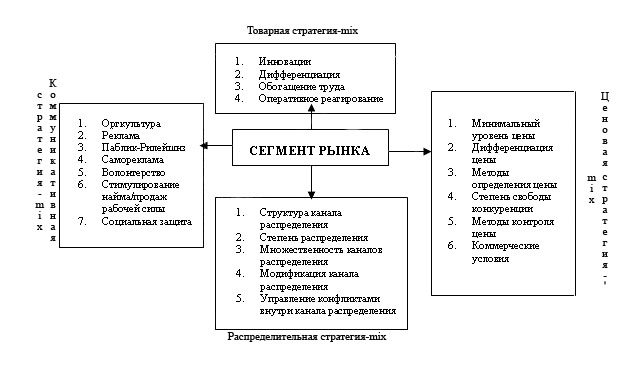 Товарная стратегия-mix
1. Инновации
2. Дифференциация
3. Обогащение труда
4. Оперативное реагирование
Коммуникативная
стратегия-mix
1. Оргкультура
2. Реклама
3. Паблик-Рилейшнз
4. Самореклама
5. Волонтерство
6. Стимулирование
найма/продаж
рабочей силы
7. Социальная защита
СЕГМЕНТ РЫНКА
1. Минимальный
уровень цены
2. Дифференциация
цены
3. Методы
определения цены
4. Степень свободы
конкуренции
5. Методы контроля
цены
6. Коммерческие
условия
Ценовая стратегия-
mix
1. Структура канала
распределения
2. Степень распределения
3. Множественность каналов
распределения
4. Модификация канала
распределения
5. Управление конфликтами
внутри канала распределения
Распределительная стратегия-mix